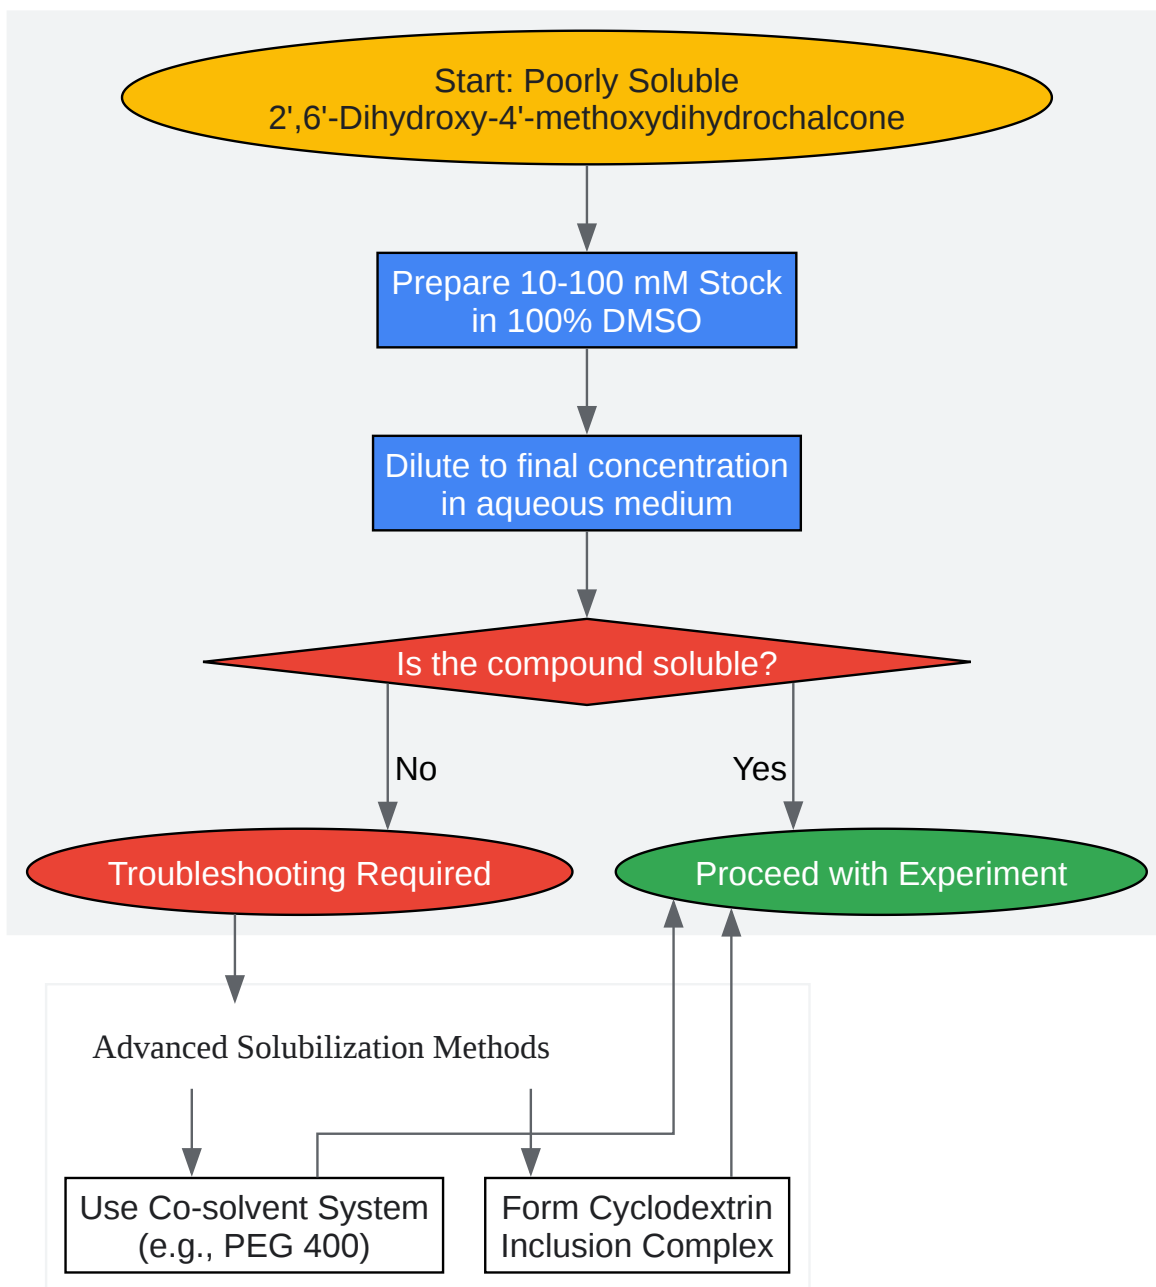 Start: Poorly Soluble
2',6'-Dihydroxy-4'-methoxydihydrochalcone
Prepare 10-100 mM Stock
in 100% DMSO
Dilute to final concentration
in aqueous medium
Is the compound soluble?
No
Yes
Troubleshooting Required
Proceed with Experiment
Advanced Solubilization Methods
Use Co-solvent System
(e.g., PEG 400)
Form Cyclodextrin
Inclusion Complex